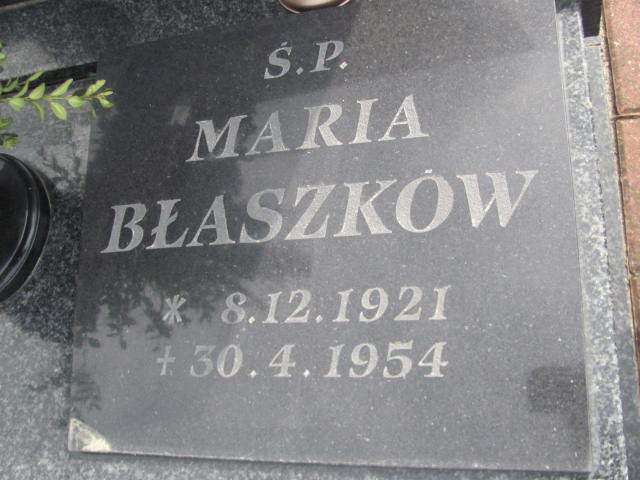 Ś.P.
MARIA
BŁASZKÓW
* 8.12.1921
+ 30.4.1954